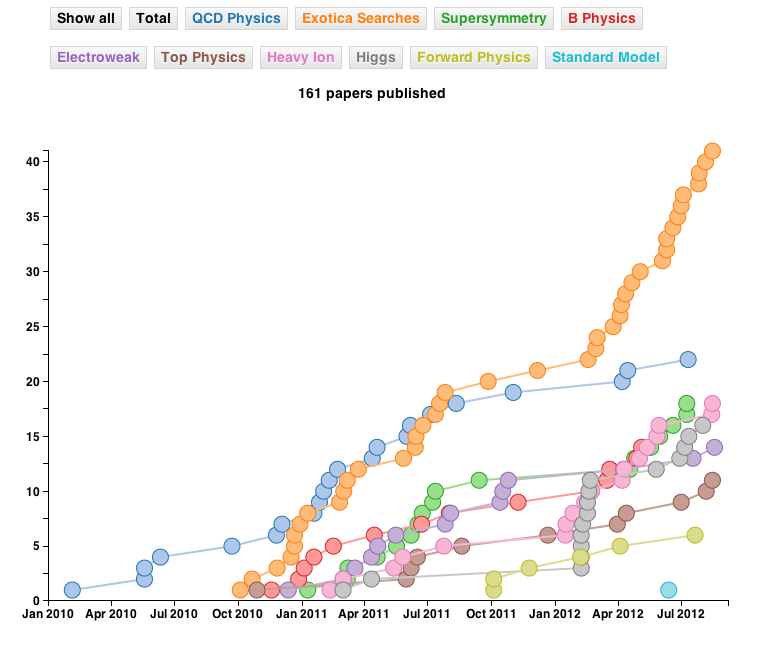 Show all Total QCD Physics Exotica Searches Supersymmetry B Physics
Electroweak Top Physics Heavy Ion Higgs Forward Physics Standard Model
161 papers published
40
35
30
25
20
15
10
5
0
Jan 2010 Apr 2010 Jul 2010 Oct 2010 Jan 2011 Apr 2011 Jul 2011 Oct 2011 Jan 2012 Apr 2012 Jul 2012